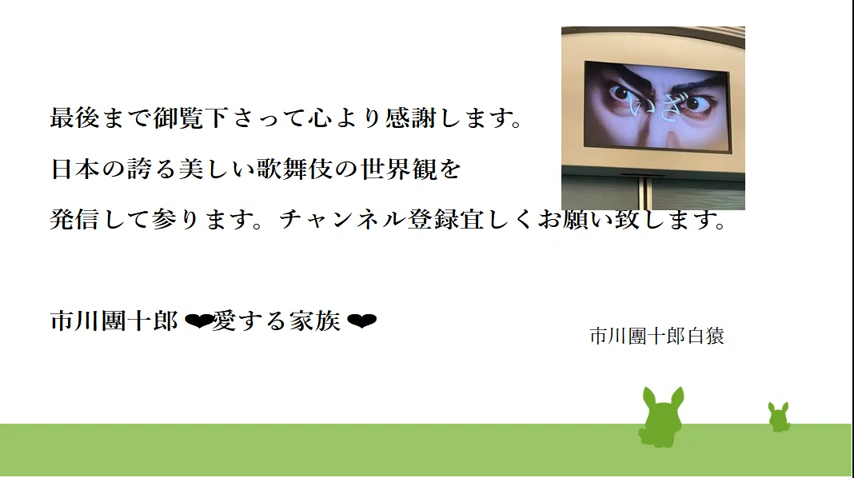 いざ
最後まで御覧下さって心より感謝します。
日本の誇る美しい歌舞伎の世界観を
発信して参ります。チャンネル登録宜しくお願い致します。
市川團十郎❤愛する家族❤
市川團十郎白猿